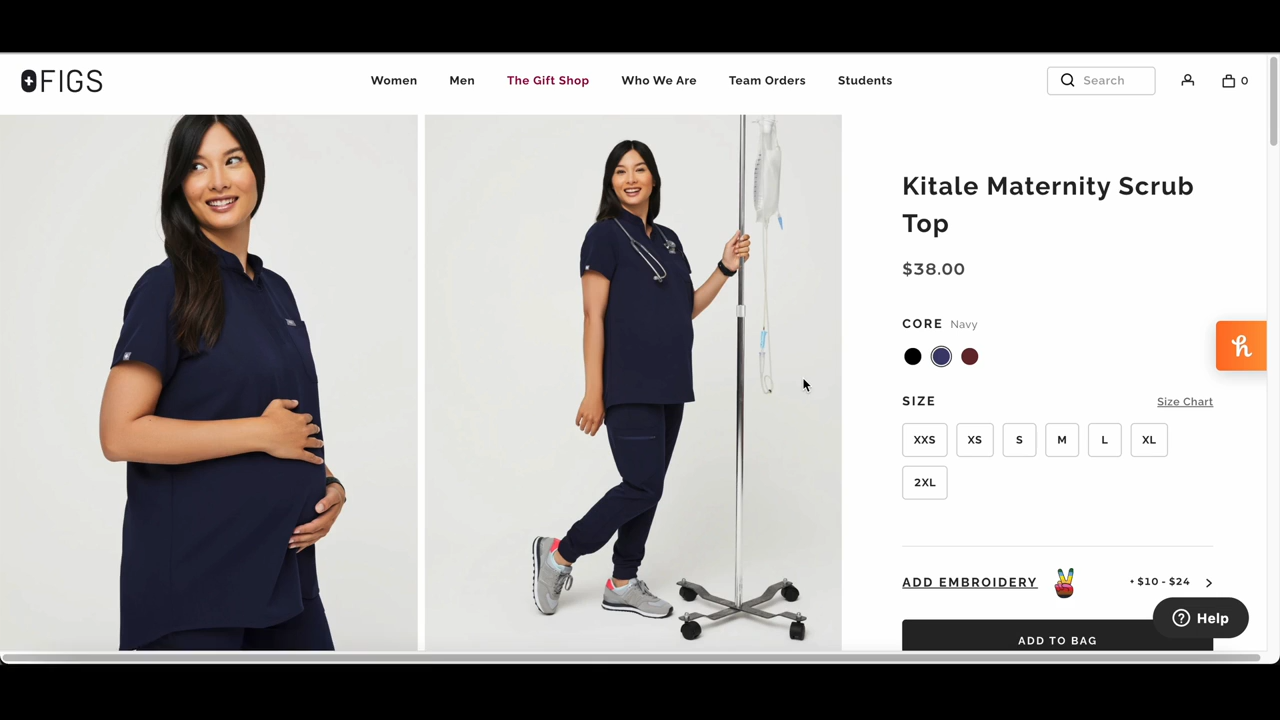 FIGS
Women
Men
The Gift Shop
Who We Are
Team Orders
Students
Search
0
Kitale Maternity Scrub
Top
$38.00
CORE Navy
SIZE
Size Chart
XXS
XS
S
M
L
XL
2XL
ADD EMBROIDERY
+ $10 - $24
Help
ADD TO BAG